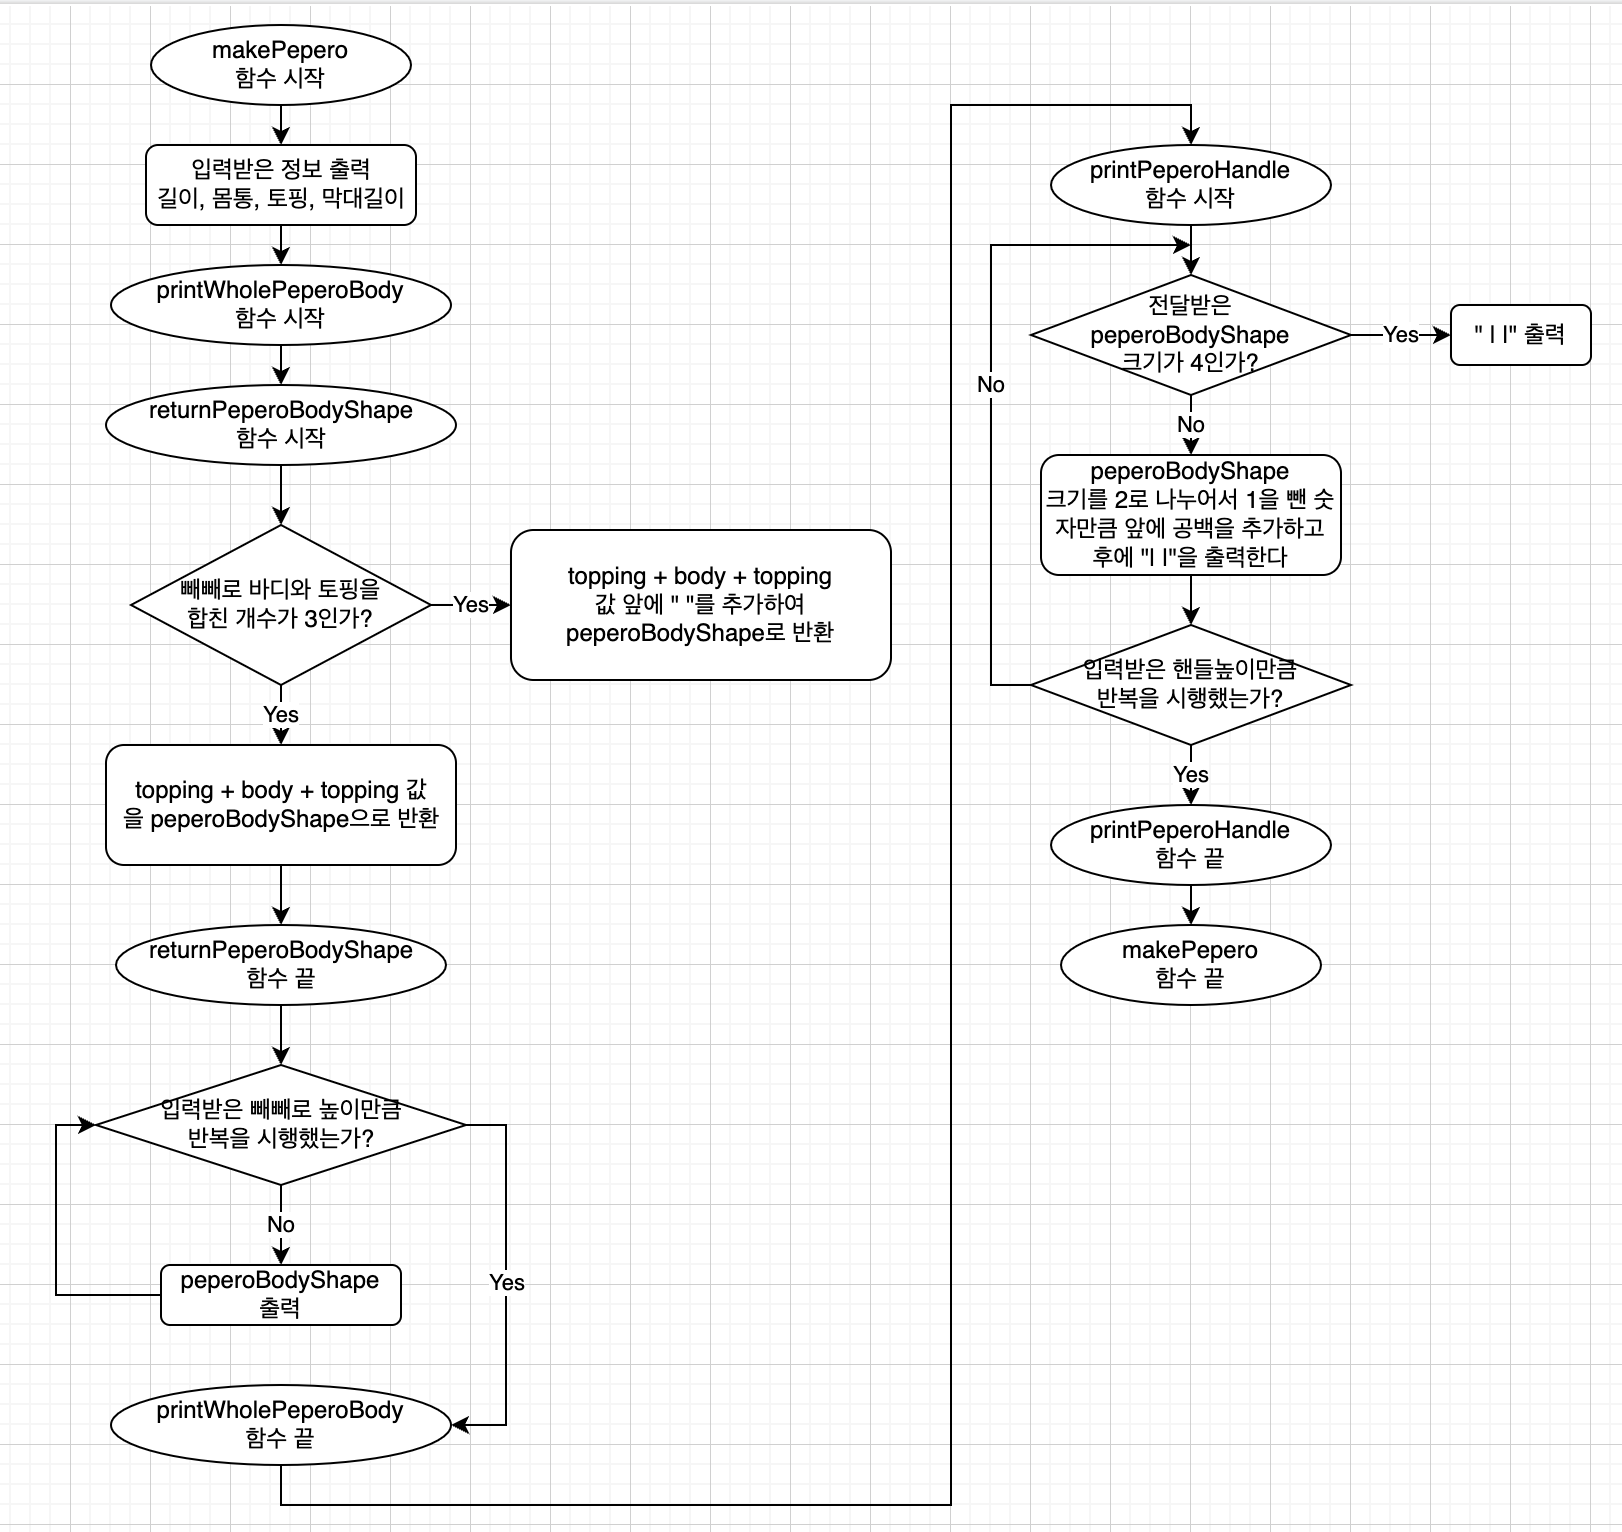 makePepero
함수 시작
입력받은 정보 출력
길이, 몸통, 토핑, 막대길이
printWholePeperoBody
함수 시작
returnPeperoBodyShape
함수 시작
빼빼로 바디와 토핑을
합친 개수가 3인가?
Yes
topping + body + topping
값 앞에 " "를 추가하여
peperoBodyShape로 반환
Yes
topping + body + topping 값
을 peperoBodyShape으로 반환
returnPeperoBodyShape
함수 끝
입력받은 빼빼로 높이만큼
반복을 시행했는가?
No
peperoBodyShape
출력
Yes
printWholePeperoBody
함수 끝
printPeperoHandle
함수 시작
전달받은
peperoBodyShape
크기가 4인가?
Yes
" | |" 출력
No
No
peperoBodyShape
크기를 2로 나누어서 1을 뺀 숫
자만큼 앞에 공백을 추가하고
후에 "| |"을 출력한다
입력받은 핸들높이만큼
반복을 시행했는가?
Yes
printPeperoHandle
함수 끝
makePepero
함수 끝